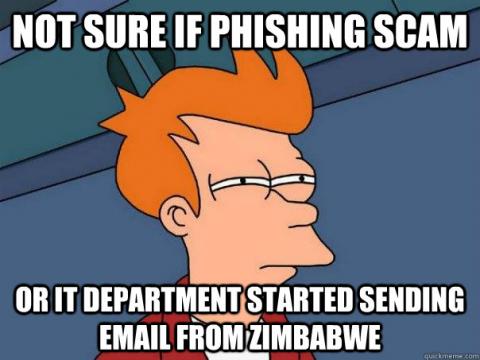 NOT SURE IF PHISHING SCAM
OR IT DEPARTMENT STARTED SENDING
EMAIL FROM ZIMBABWE
quickmeme.com